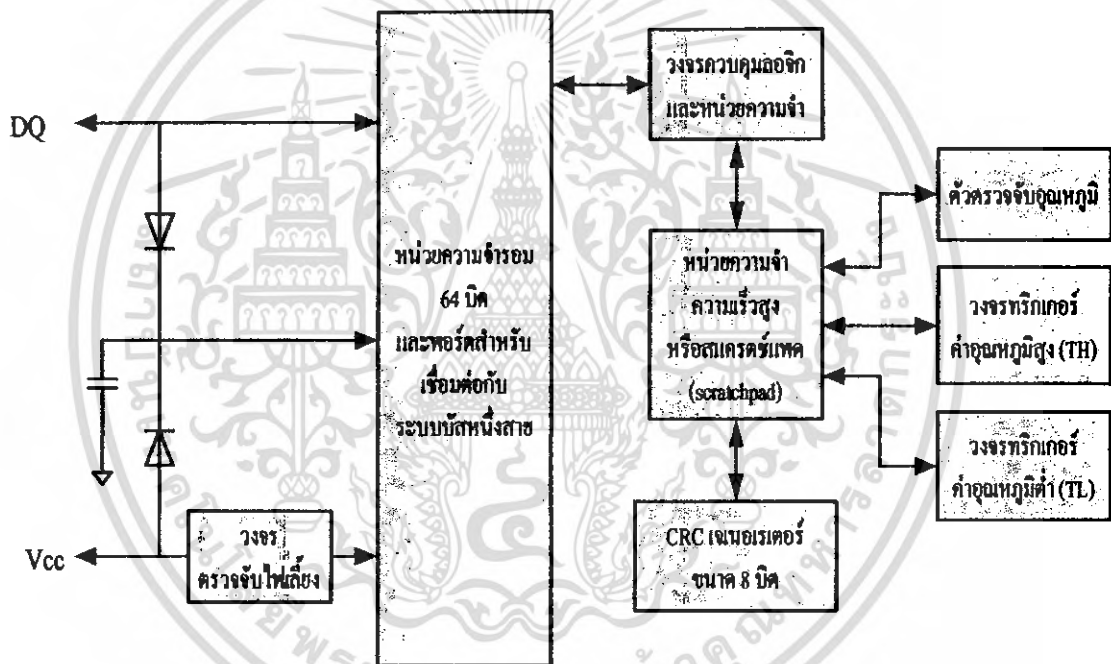 DQ
Vcc
วงจร
ตรวจจับไฟเลี้ยง
หน่วยความจำรอม
64 บิต
และพอร์ตสำหรับ
เชื่อมต่อกับ
ระบบบัสหนึ่งสาย
วงจรควบคุมลอจิก
และหน่วยความจำ
หน่วยความจำ
ความเร็วสูง
หรือสแครตช์แพด
(scratchpad)
CRC เจนอเรเตอร์
ขนาด 8 บิต
ตัวตรวจจับอุณหภูมิ
วงจรทริกเกอร์
ค่าอุณหภูมิสูง (TH)
วงจรทริกเกอร์
ค่าอุณหภูมิต่ำ (TL)